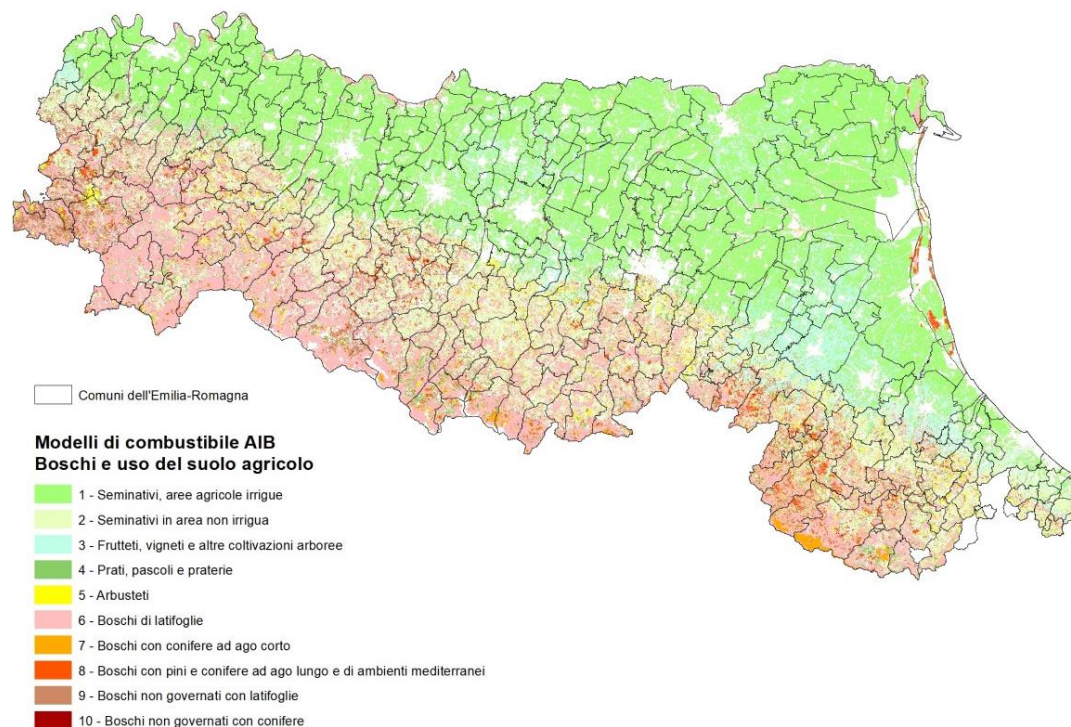 Comuni dell'Emilia-Romagna
Modelli di combustibile AIB
Boschi e uso del suolo agricolo
1 - Seminativi, aree agricole irrigue
2 - Seminativi in area non irrigua
3 - Frutteti, vigneti e altre coltivazioni arboree
4 - Prati, pascoli e praterie
5 - Arbusteti
6 - Boschi di latifoglie
7 - Boschi con conifere ad ago corto
8 - Boschi con pini e conifere ad ago lungo e di ambienti mediterranei
9 - Boschi non governati con latifoglie
10 - Boschi non governati con conifere